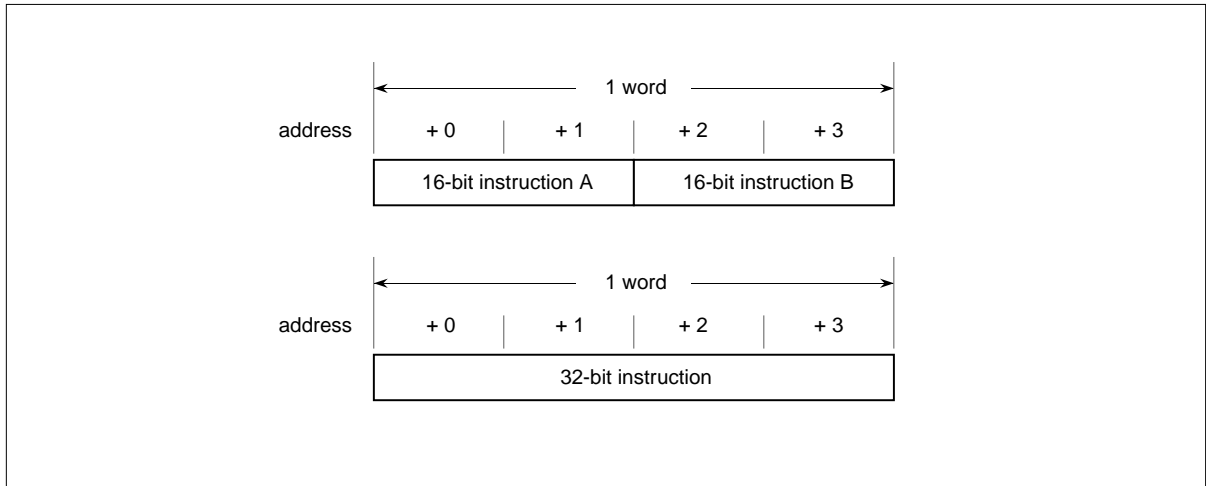 1 word
address + 0 + 1 + 2 + 3
16-bit instruction A 16-bit instruction B
1 word
address + 0 + 1 + 2 + 3
32-bit instruction